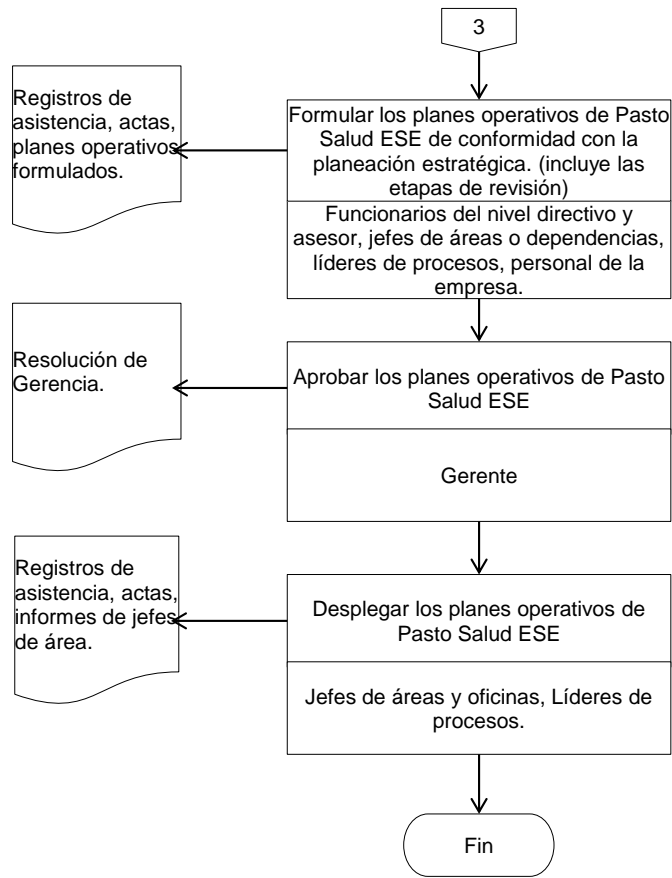 3
Registros de
asistencia, actas,
planes operativos
formulados.
Formular los planes operativos de Pasto
Salud ESE de conformidad con la
planeación estratégica. (incluye las
etapas de revisión)
Funcionarios del nivel directivo y
asesor, jefes de áreas o dependencias,
líderes de procesos, personal de la
empresa.
Resolución de
Gerencia.
Aprobar los planes operativos de Pasto
Salud ESE
Gerente
Registros de
asistencia, actas,
informes de jefes
de área.
Desplegar los planes operativos de
Pasto Salud ESE
Jefes de áreas y oficinas, Líderes de
procesos.
Fin